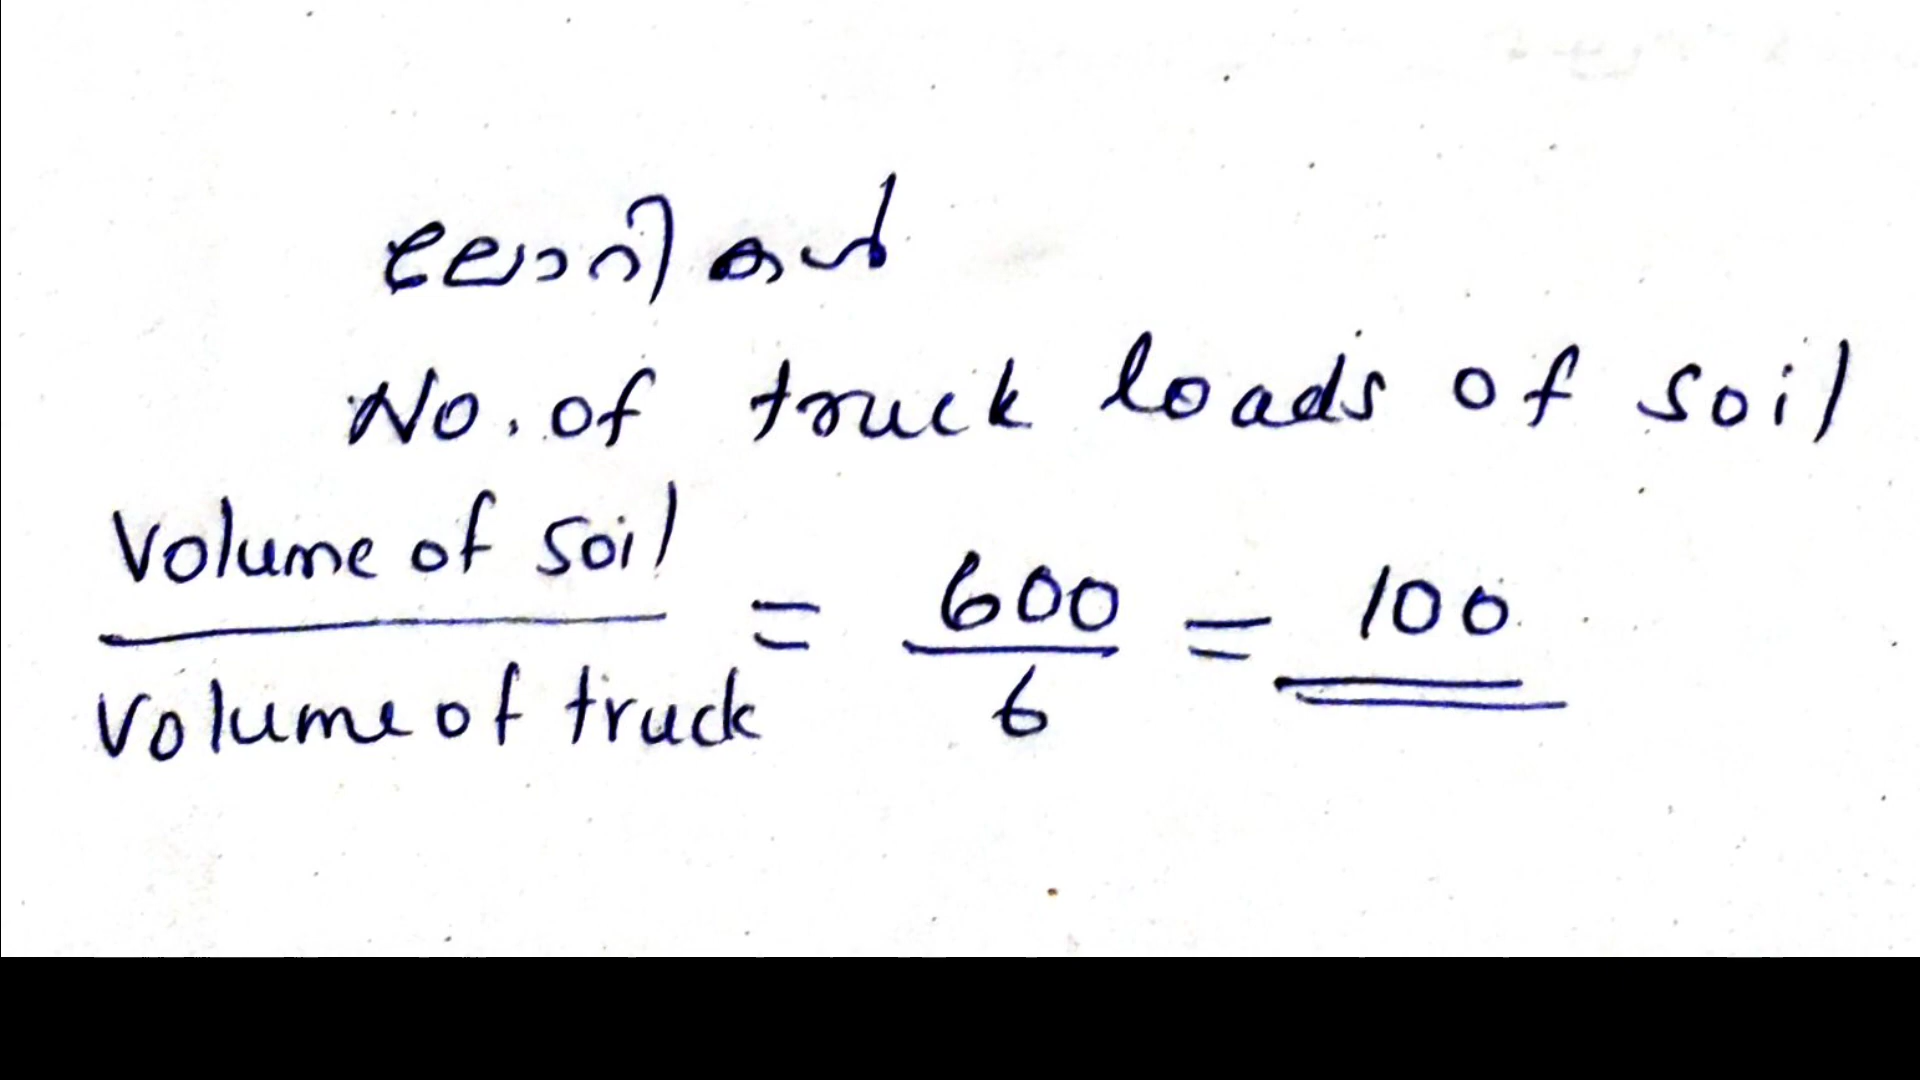 ലോറികൾ
No. of truck loads of soil
Volume of soil / Volume of truck = 600/6 = 100